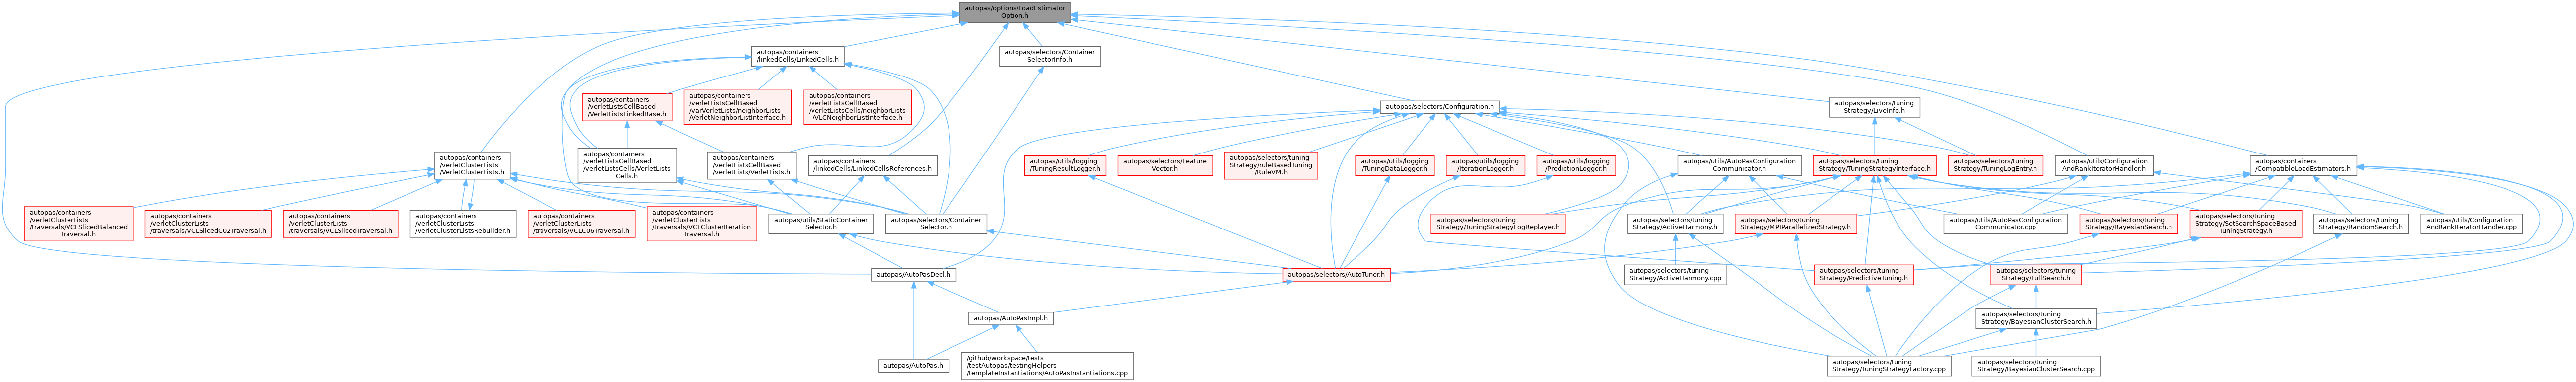 autopas/options/LoadEstimator
Option.h
autopas/containers
/linkedCells/LinkedCells.h
autopas/selectors/Container
SelectorInfo.h
autopas/containers
/verletListsCellBased
/VerletListsLinkedBase.h
autopas/containers
/verletListsCellBased
/varVerletLists/neighborLists
/VerletNeighborListInterface.h
autopas/containers
/verletListsCellBased
/verletListsCells/neighborLists
/VLCNeighborListInterface.h
autopas/selectors/Configuration.h
autopas/selectors/tuning
Strategy/LiveInfo.h
autopas/containers
/verletClusterLists
/VerletClusterLists.h
autopas/containers
/verletListsCellBased
/verletListsCells/VerletLists
Cells.h
autopas/containers
/verletListsCellBased
/verletLists/VerletLists.h
autopas/containers
/linkedCells/LinkedCellsReferences.h
autopas/utils/logging
/TuningResultLogger.h
autopas/selectors/Feature
Vector.h
autopas/selectors/tuning
Strategy/ruleBasedTuning
/RuleVM.h
autopas/utils/logging
/TuningDataLogger.h
autopas/utils/logging
/IterationLogger.h
autopas/utils/logging
/PredictionLogger.h
autopas/utils/AutoPasConfiguration
Communicator.h
autopas/selectors/tuning
Strategy/TuningStrategyInterface.h
autopas/selectors/tuning
Strategy/TuningLogEntry.h
autopas/utils/Configuration
AndRankIteratorHandler.h
autopas/containers
/CompatibleLoadEstimators.h
autopas/containers
/verletClusterLists
/traversals/VCLSlicedBalanced
Traversal.h
autopas/containers
/verletClusterLists
/traversals/VCLSlicedC02Traversal.h
autopas/containers
/verletClusterLists
/traversals/VCLSlicedTraversal.h
autopas/containers
/verletClusterLists
/VerletClusterListsRebuilder.h
autopas/containers
/verletClusterLists
/traversals/VCLC06Traversal.h
autopas/containers
/verletClusterLists
/traversals/VCLClusterIteration
Traversal.h
autopas/utils/StaticContainer
Selector.h
autopas/selectors/Container
Selector.h
autopas/selectors/tuning
Strategy/TuningStrategyLogReplayer.h
autopas/selectors/tuning
Strategy/ActiveHarmony.h
autopas/selectors/tuning
Strategy/MPIParallelizedStrategy.h
autopas/utils/AutoPasConfiguration
Communicator.cpp
autopas/selectors/tuning
Strategy/BayesianSearch.h
autopas/selectors/tuning
Strategy/SetSearchSpaceBased
TuningStrategy.h
autopas/selectors/tuning
Strategy/RandomSearch.h
autopas/utils/Configuration
AndRankIteratorHandler.cpp
autopas/AutoPasDecl.h
autopas/selectors/AutoTuner.h
autopas/selectors/tuning
Strategy/ActiveHarmony.cpp
autopas/selectors/tuning
Strategy/PredictiveTuning.h
autopas/selectors/tuning
Strategy/FullSearch.h
autopas/AutoPasImpl.h
autopas/selectors/tuning
Strategy/BayesianClusterSearch.h
autopas/AutoPas.h
/github/workspace/tests
/testAutopas/testingHelpers
/templateInstantiations/AutoPasInstantiations.cpp
autopas/selectors/tuning
Strategy/TuningStrategyFactory.cpp
autopas/selectors/tuning
Strategy/BayesianClusterSearch.cpp